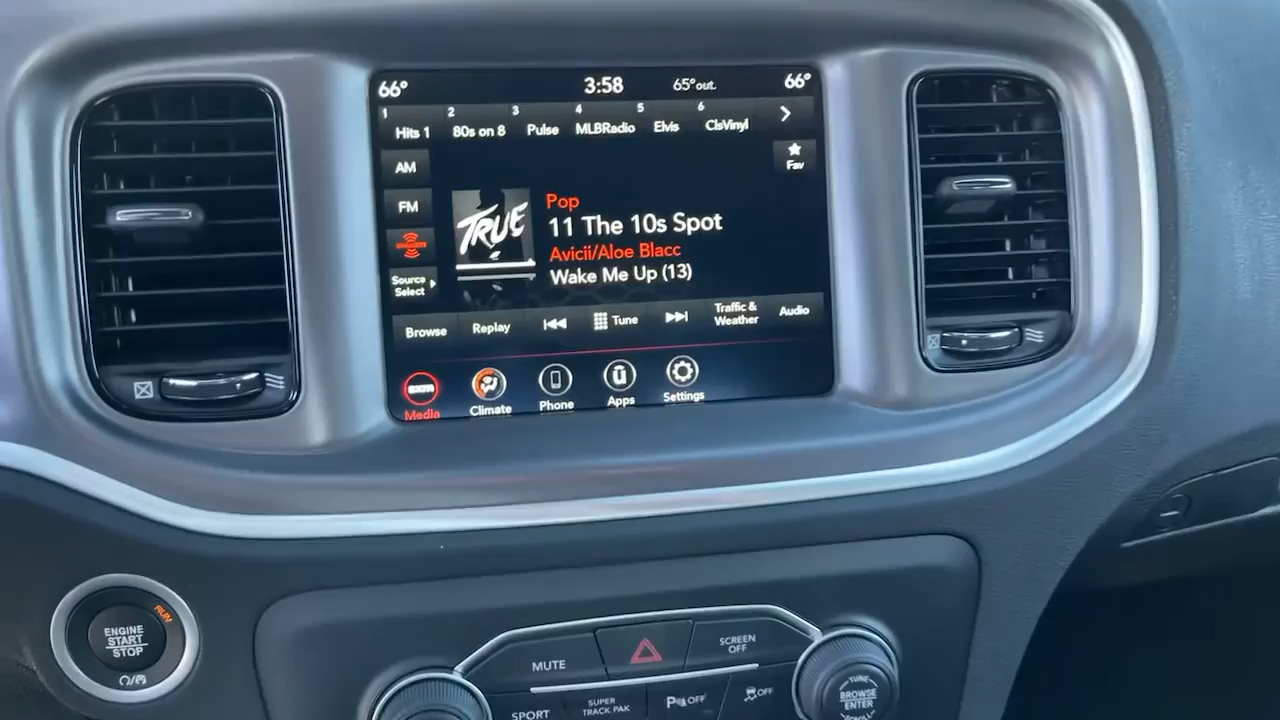 66° 3:58 65°out. 66°
1 2 3 4 5 6
Hits 1 80s on 8 Pulse MLBRadio Elvis ClsVinyl
AM
Fav
FM
Pop
TRUE
11 The 10s Spot
Avicii/Aloe Blacc
Wake Me Up (13)
Source
Select
Browse Replay Tune Traffic &
Weather Audio
SXM
Media Climate Phone Apps Settings
RUN
ENGINE
START
STOP
MUTE
SCREEN
OFF
SPORT
SUPER
TRACK PAK
P OFF
OFF
TUNE
BROWSE
ENTER
SCROLL